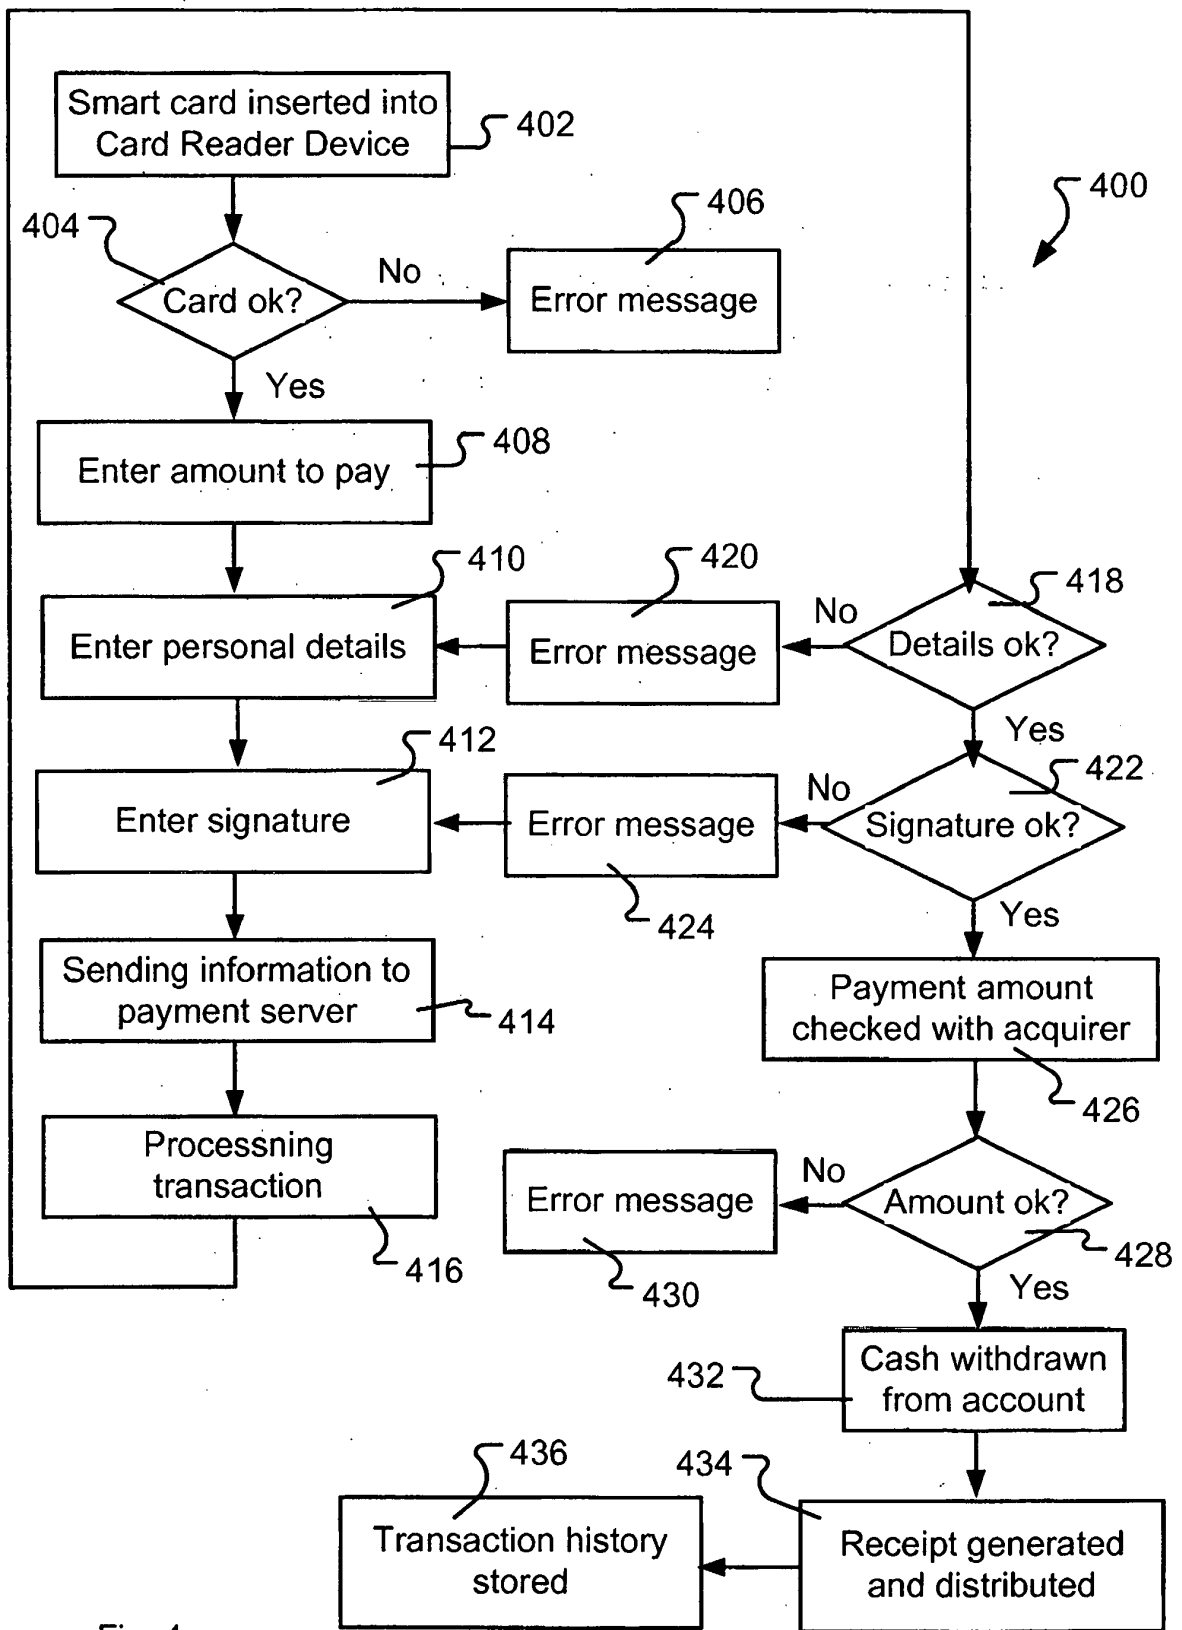 Smart card inserted into
Card Reader Device
402
400
404
406
Card ok?
No
Error message
Yes
408
Enter amount to pay
410
420
418
Enter personal details
Error message
No
Details ok?
Yes
412
422
Enter signature
Error message
No
Signature ok?
424
Yes
Sending information to
payment server
414
Payment amount
checked with acquirer
426
Processning
transaction
416
Error message
No
Amount ok?
428
430
Yes
432
Cash withdrawn
from account
436
434
Transaction history
stored
Receipt generated
and distributed